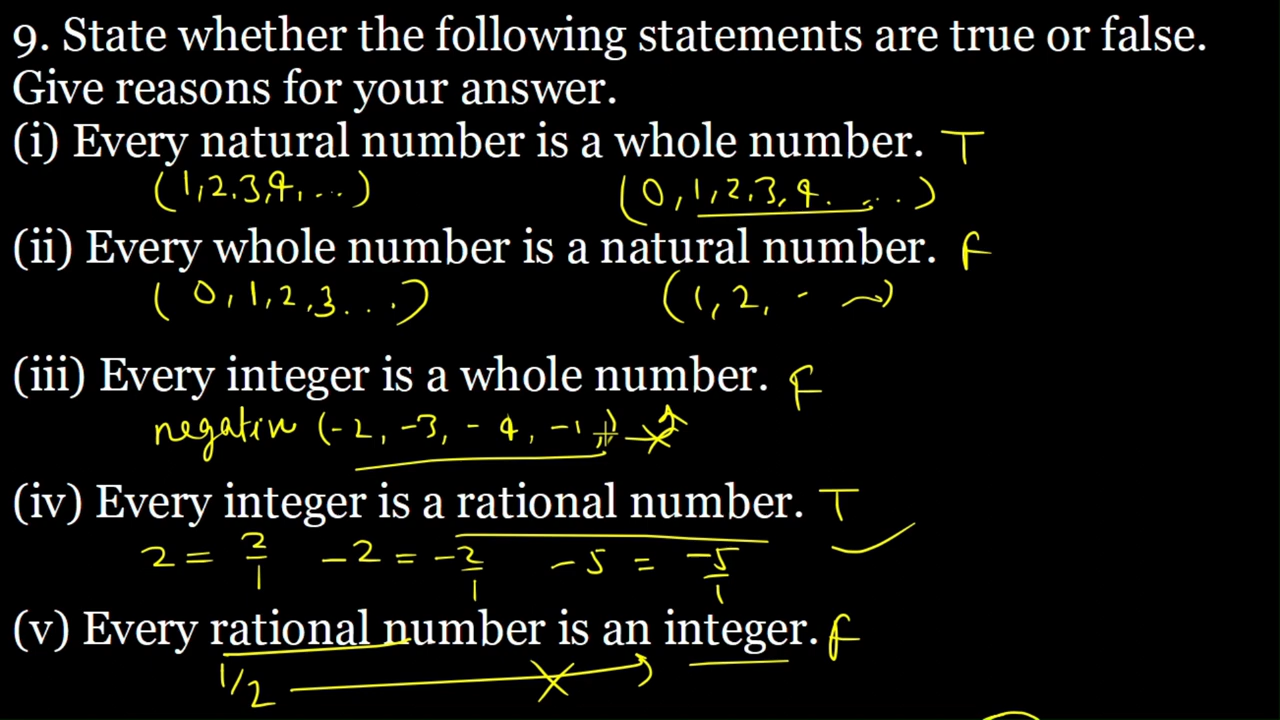 9. State whether the following statements are true or false.
Give reasons for your answer.
(i) Every natural number is a whole number. T
(1,2,3,4,...) (0,1,2,3,4.....)
(ii) Every whole number is a natural number. F
(0,1,2,3...) (1,2, - )
(iii) Every integer is a whole number. F
negative (-2, -3, -4, -1,)
(iv) Every integer is a rational number. T
2 = 2/1 -2 = -2/1 -5 = -5/1
(v) Every rational number is an integer. F
1/2